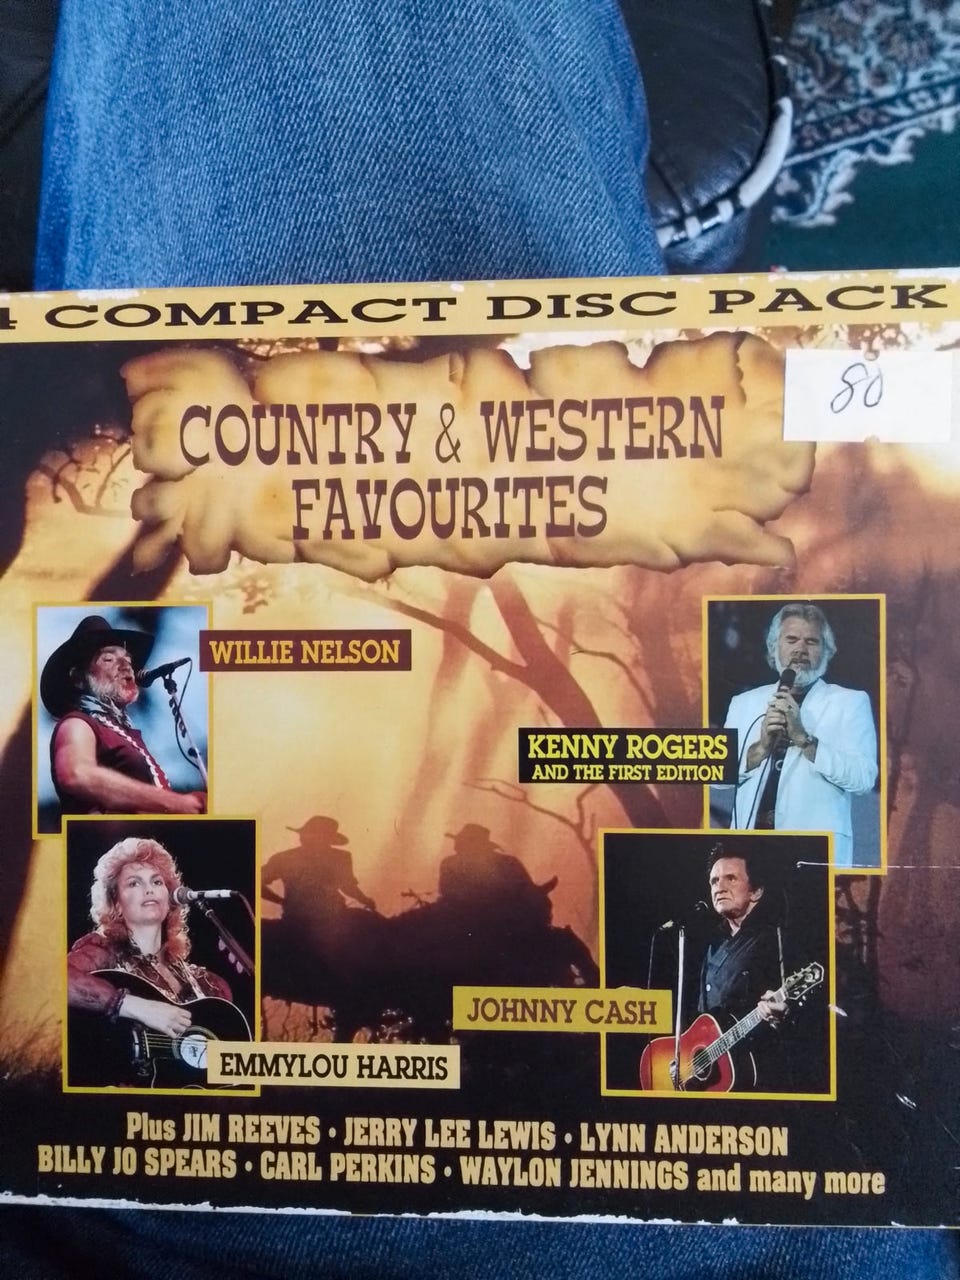 4 COMPACT DISC PACK
80
COUNTRY & WESTERN
FAVOURITES
WILLIE NELSON
KENNY ROGERS
AND THE FIRST EDITION
JOHNNY CASH
EMMYLOU HARRIS
Plus JIM REEVES • JERRY LEE LEWIS • LYNN ANDERSON
BILLY JO SPEARS • CARL PERKINS • WAYLON JENNINGS and many more